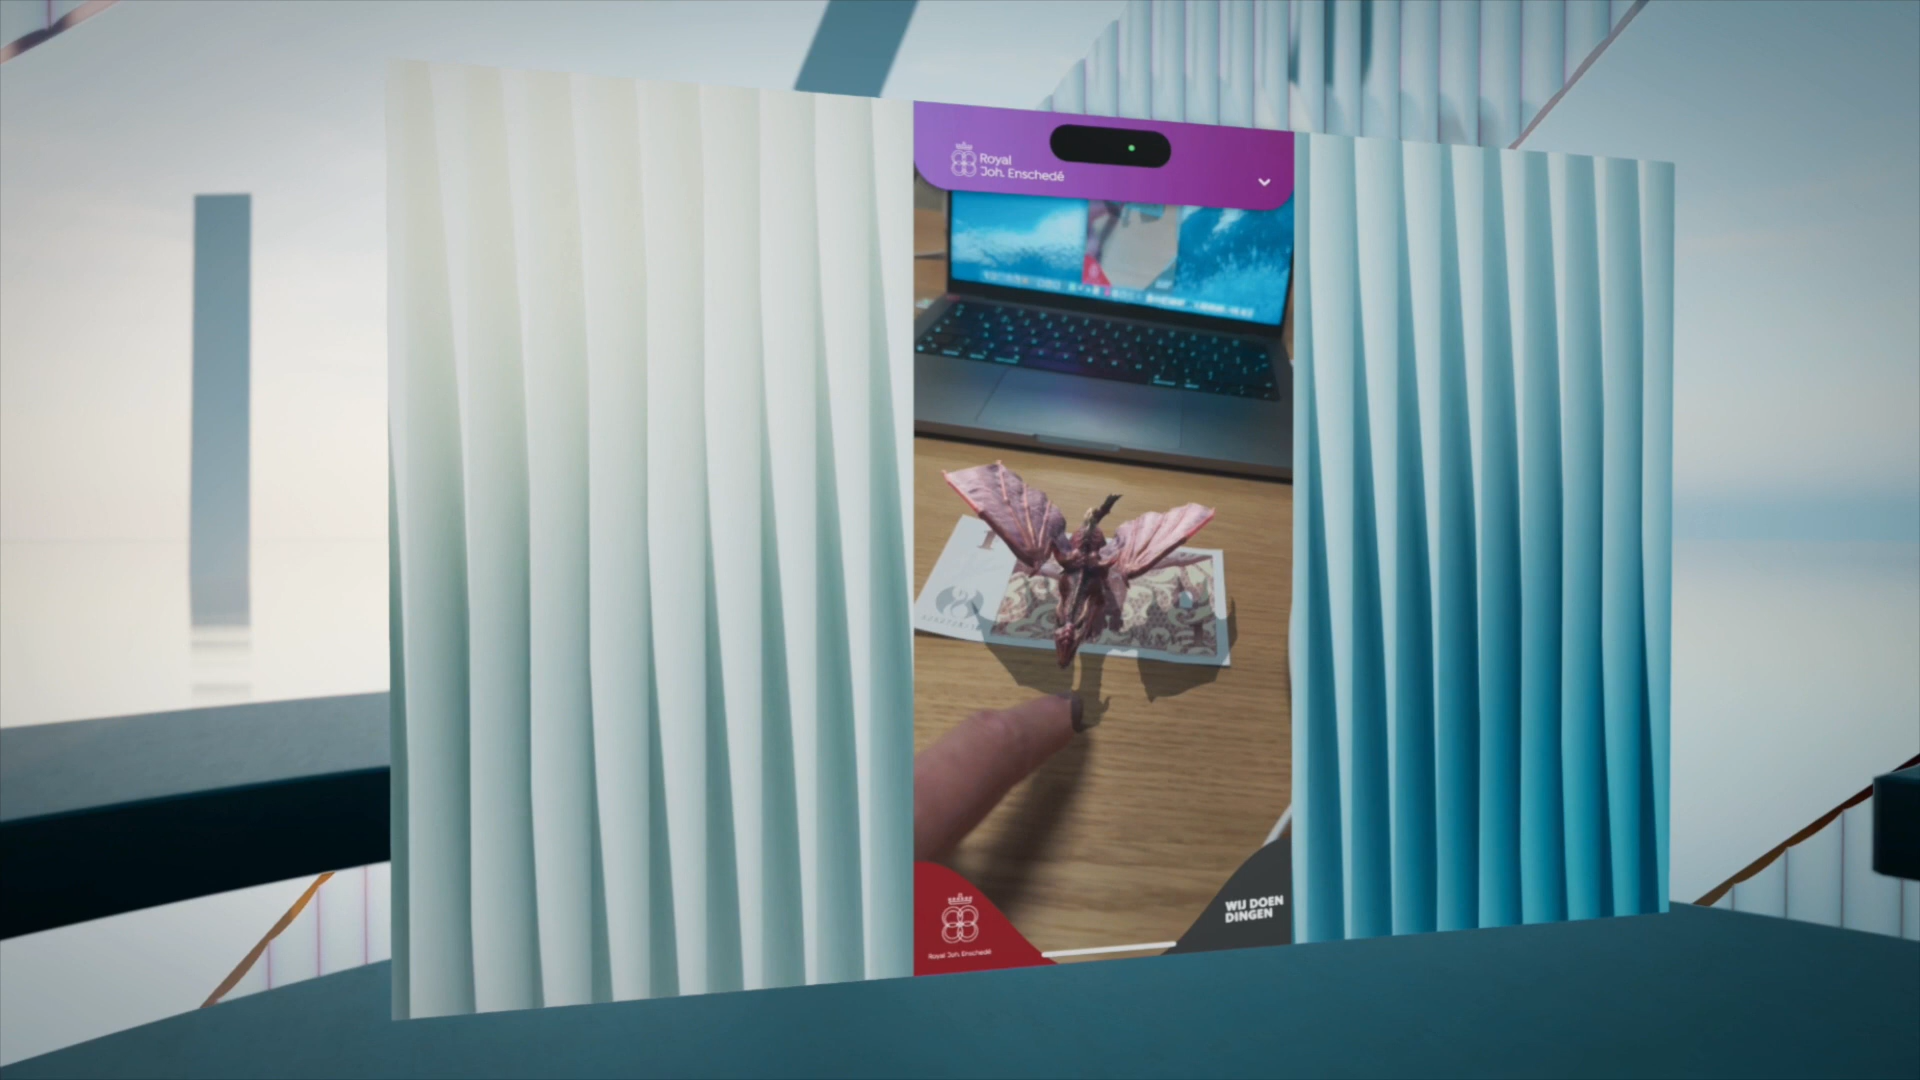 Royal
Joh. Enschedé
WIJ DOEN
DINGEN
Royal Joh. Enschedé